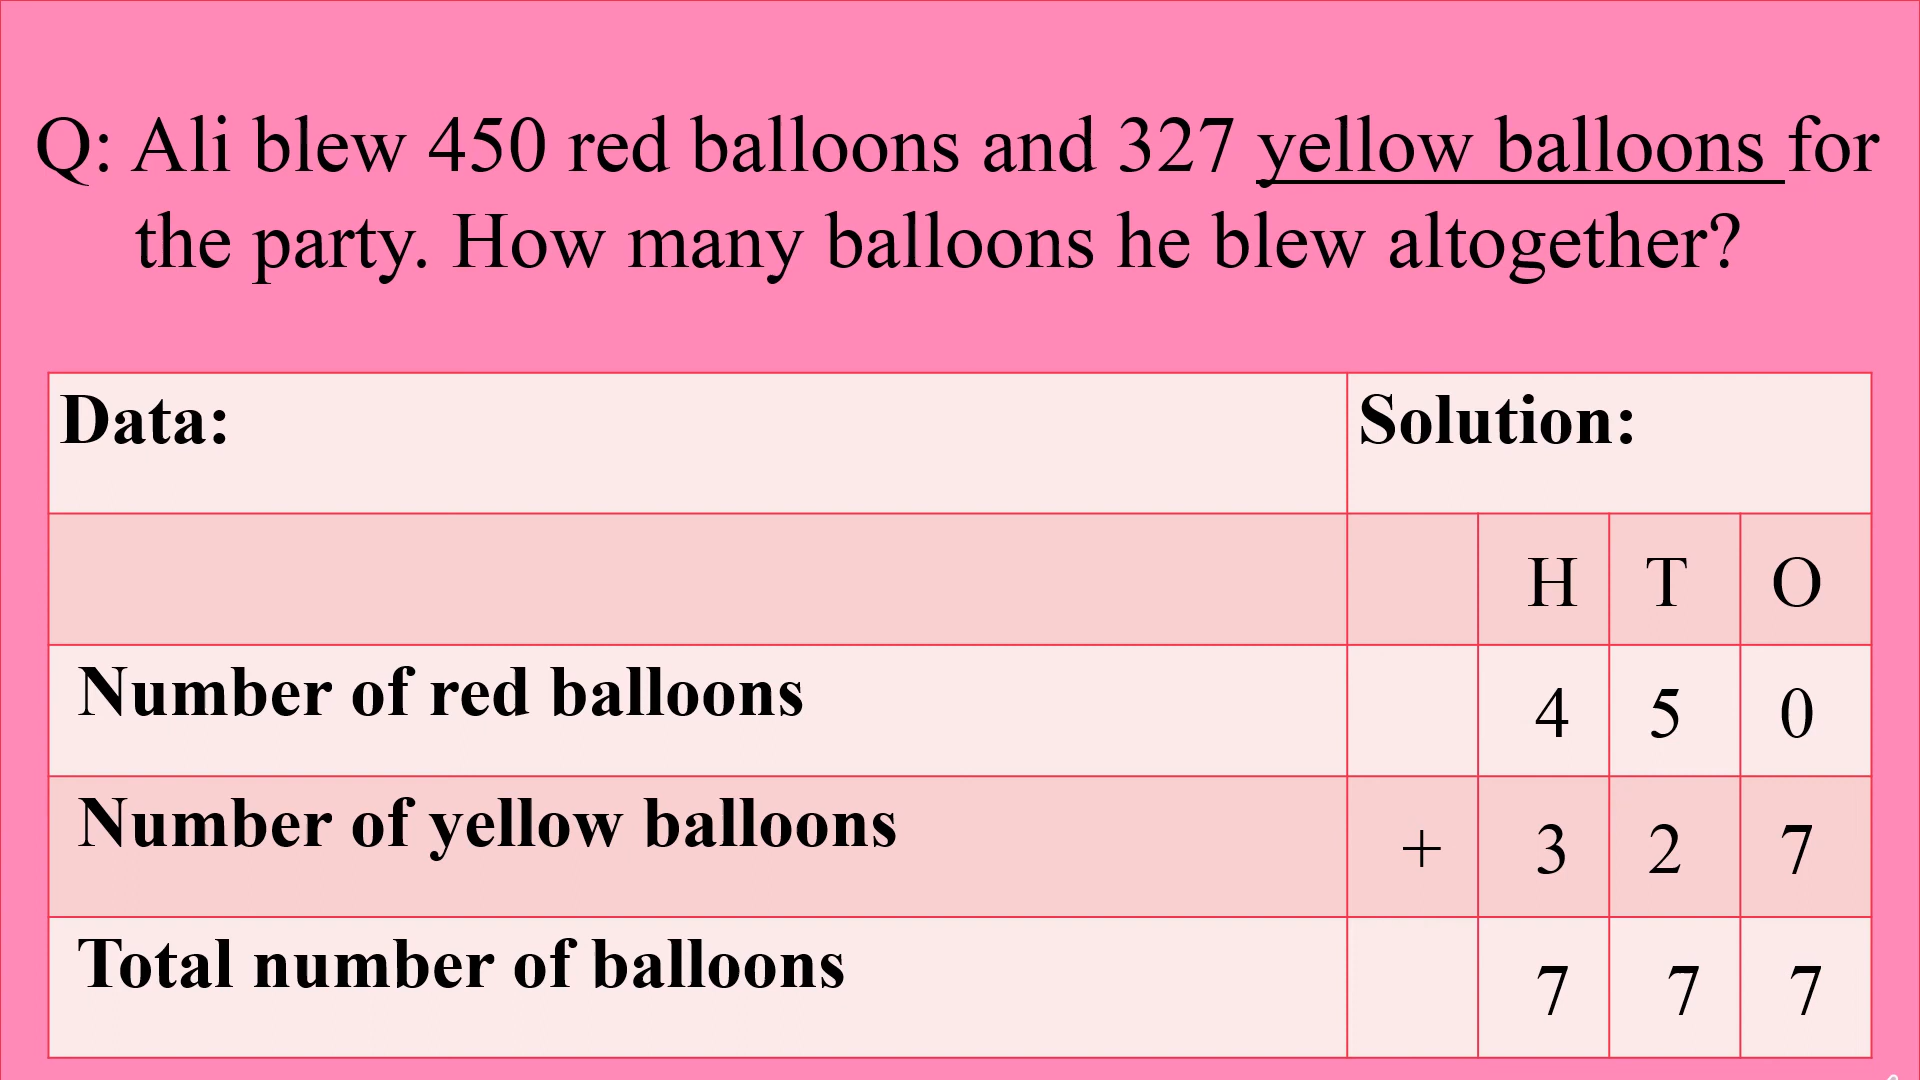 Q: Ali blew 450 red balloons and 327 yellow balloons for
the party. How many balloons he blew altogether?
Data: Solution:
H T O
Number of red balloons 4 5 0
Number of yellow balloons + 3 2 7
Total number of balloons 7 7 7